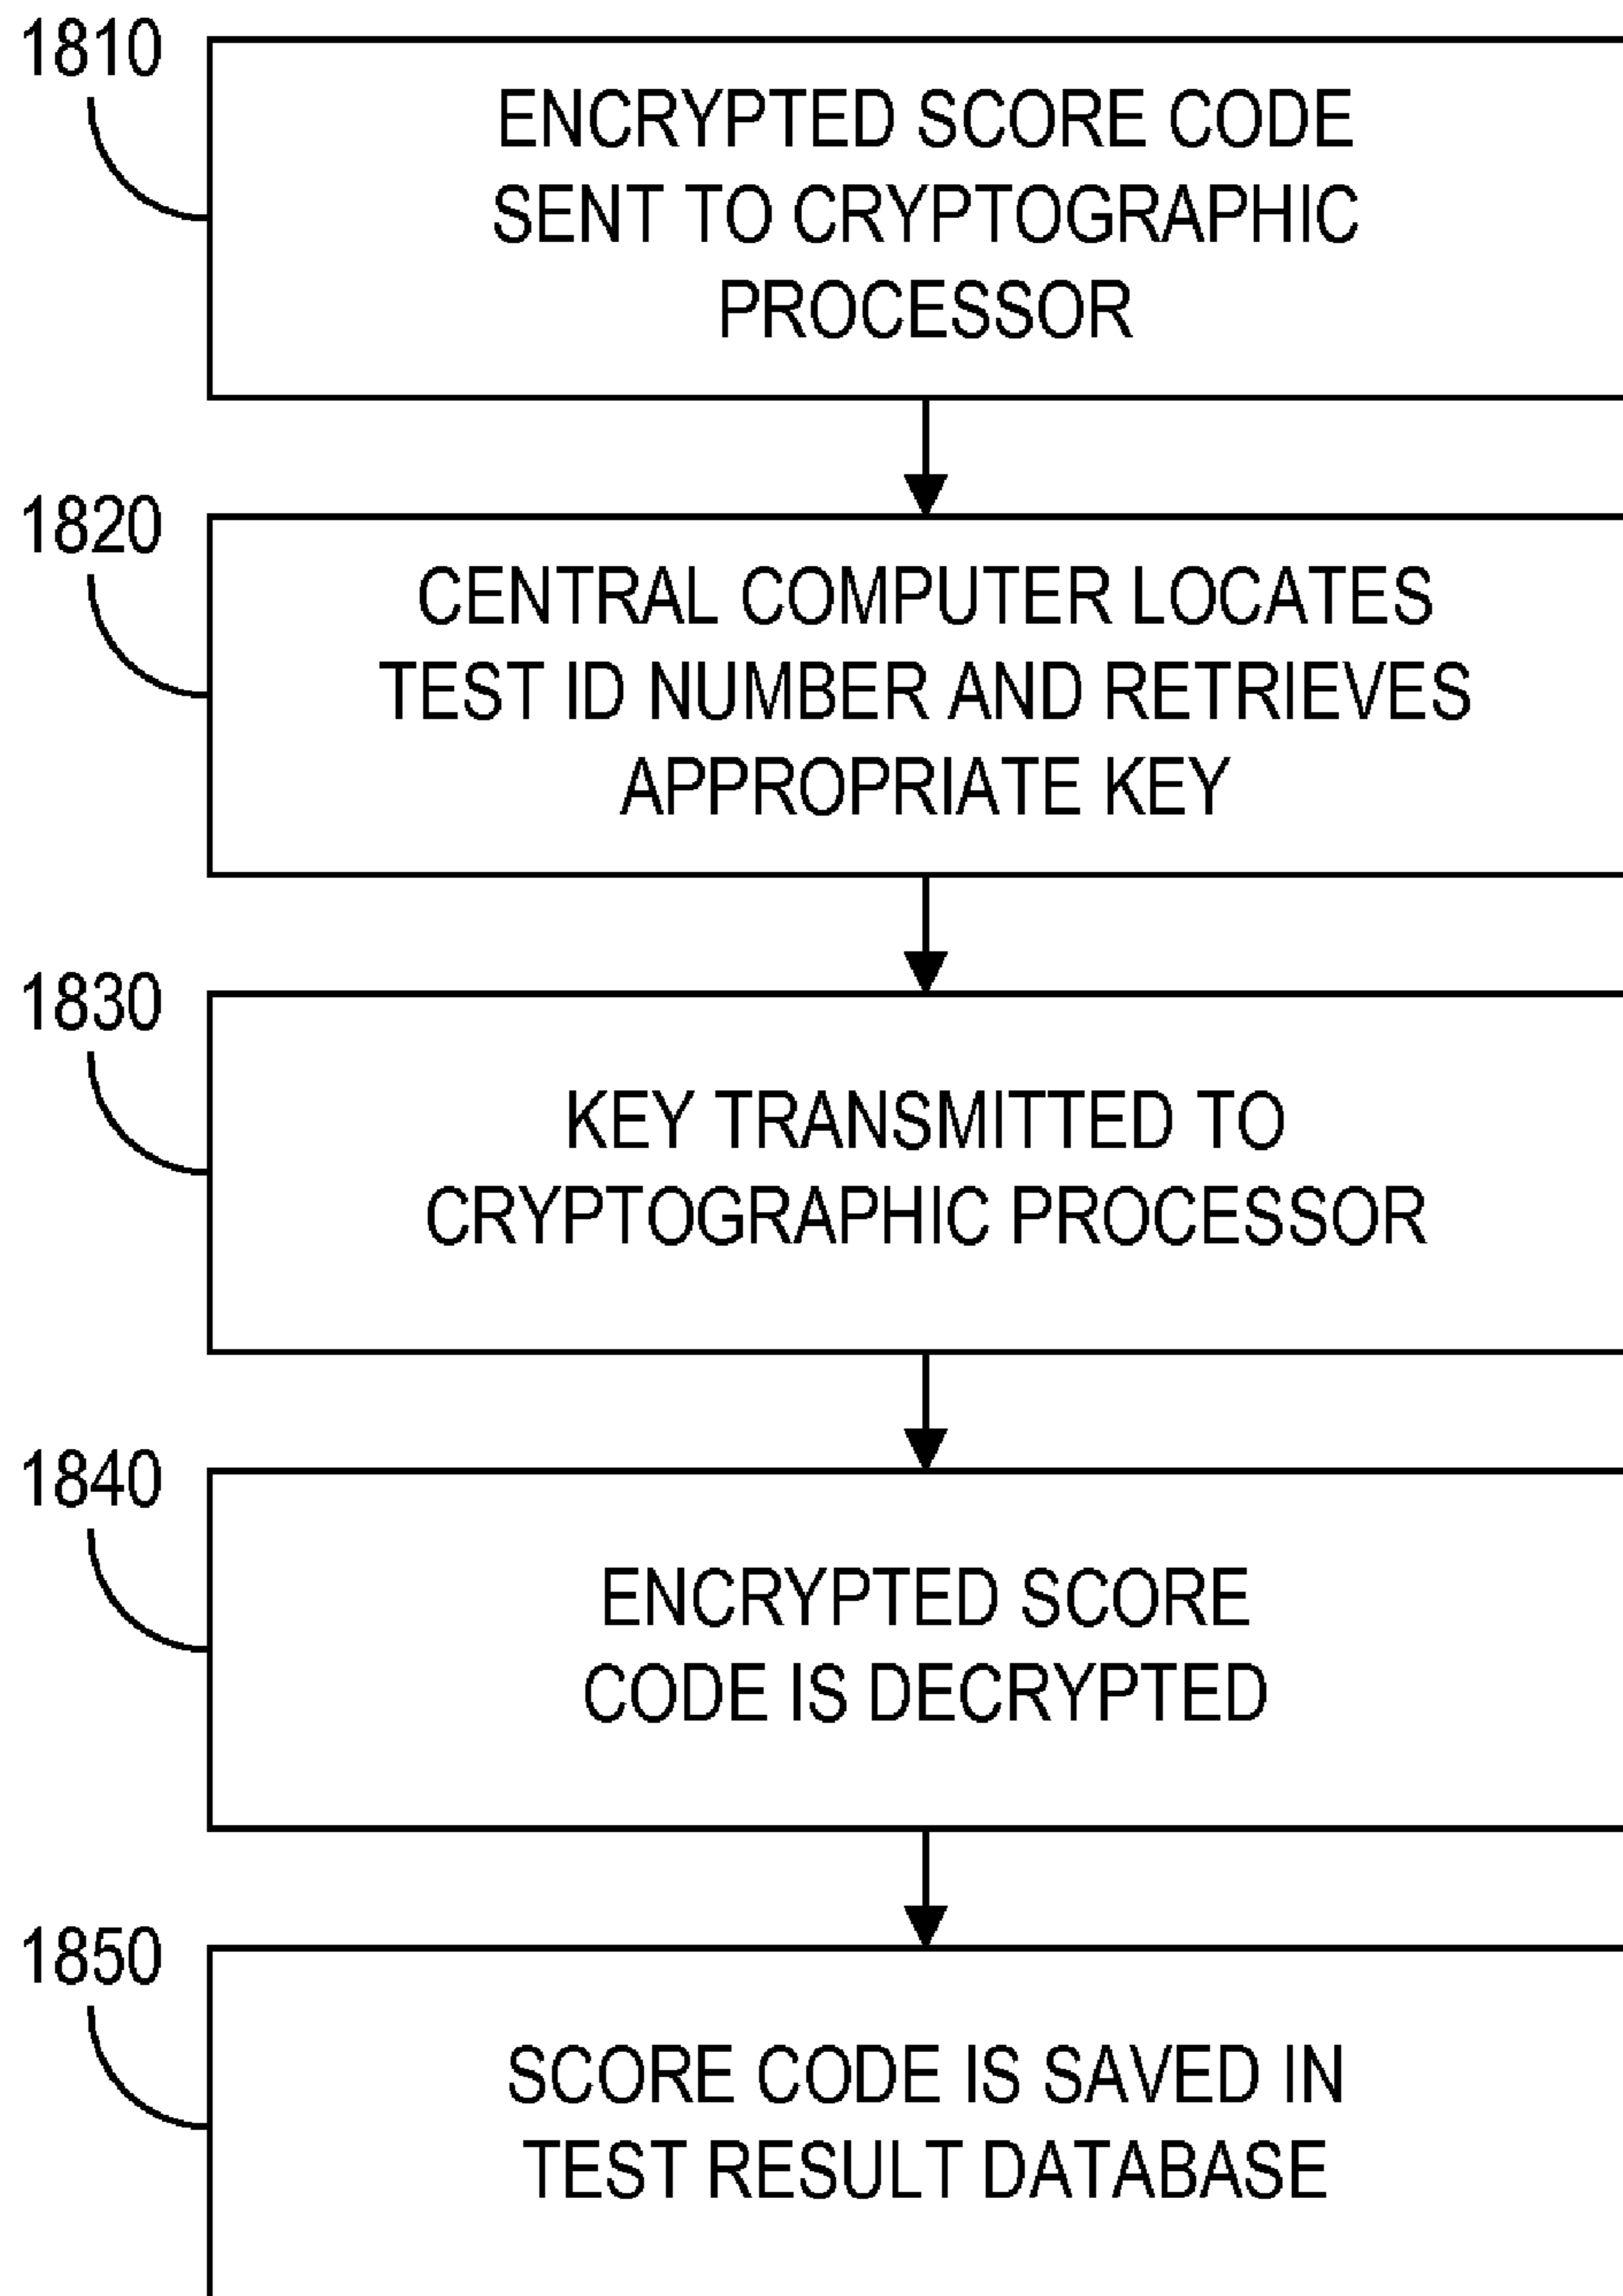 1810
ENCRYPTED SCORE CODE
SENT TO CRYPTOGRAPHIC
PROCESSOR
1820
CENTRAL COMPUTER LOCATES
TEST ID NUMBER AND RETRIEVES
APPROPRIATE KEY
1830
KEY TRANSMITTED TO
CRYPTOGRAPHIC PROCESSOR
1840
ENCRYPTED SCORE
CODE IS DECRYPTED
1850
SCORE CODE IS SAVED IN
TEST RESULT DATABASE